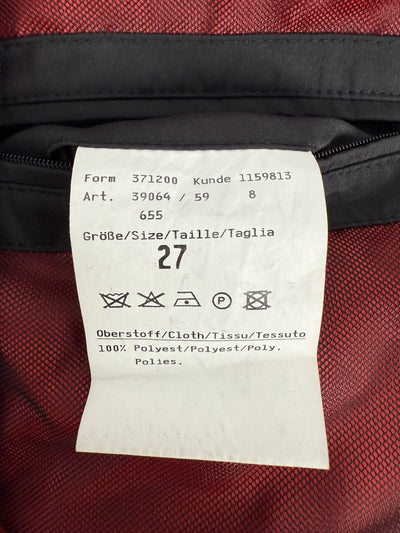 Form 371200 Kunde 1159813
Art. 39064 / 59 8
655
Größe/Size/Taille/Taglia
27
P
Oberstoff/Cloth/Tissu/Tessuto
100% Polyest/Polyest/Poly.
Polies.